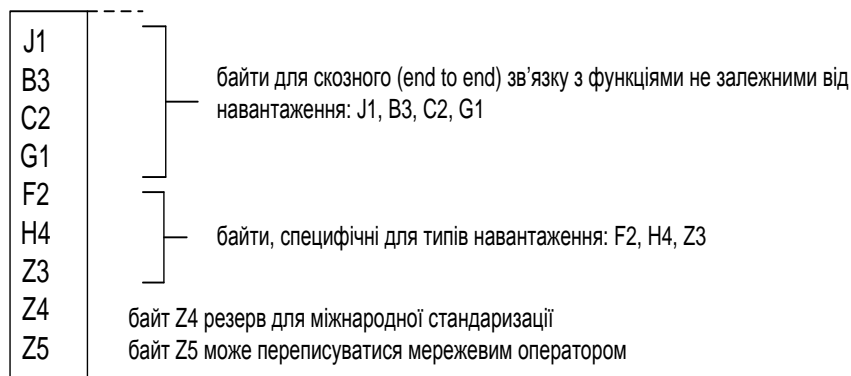 J1
B3
C2
G1
F2
H4
Z3
Z4
Z5
байти для скозного (end to end) зв’язку з функціями не залежними від
навантаження: J1, B3, C2, G1
байти, специфічні для типів навантаження: F2, H4, Z3
байт Z4 резерв для міжнародної стандаризації
байт Z5 може переписуватися мережевим оператором